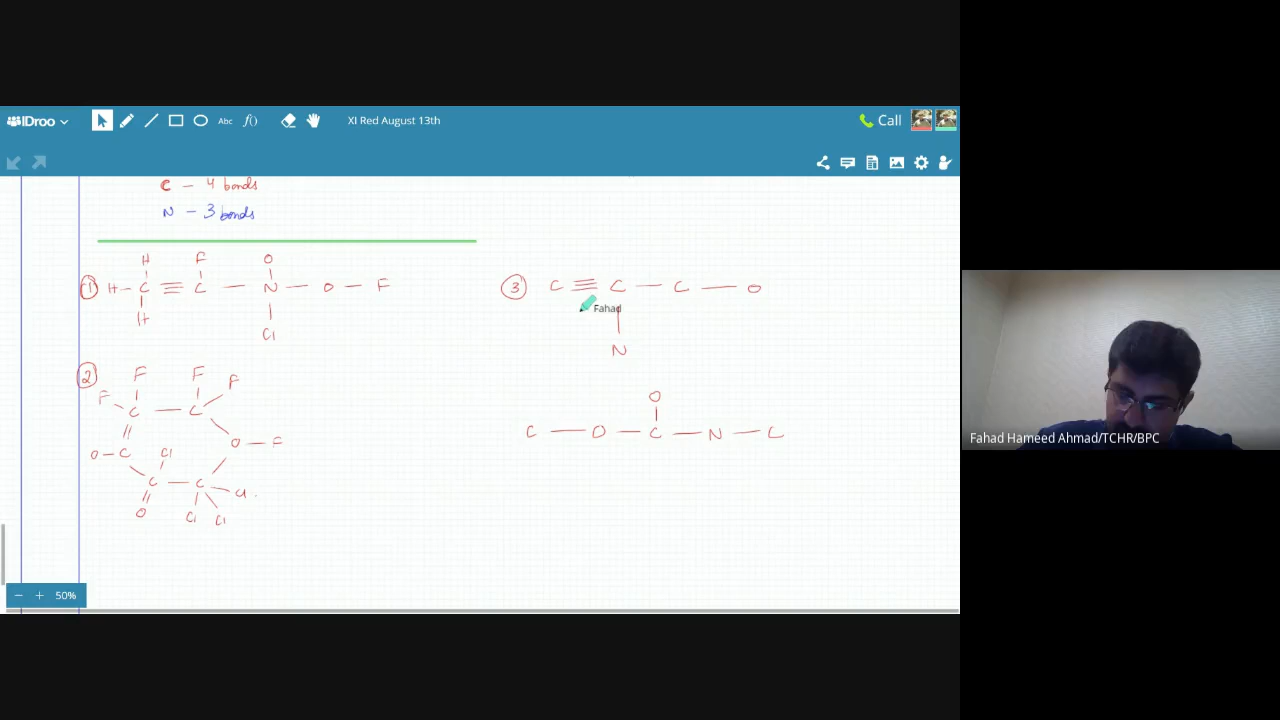 IDroo
Abc
f()
XI Red August 13th
Call
C - 4 bonds
N - 3 bonds
H F O
① H - C ≡ C - N - O - F
H Cl
③ C ≡ C - C - O
Fahad
N
②
F F F
F C - C
O - F
= C
O - C Cl
C - C Cl
O Cl Cl
O
C - O - C - N - C
Fahad Hameed Ahmad/TCHR/BPC
− + 50%